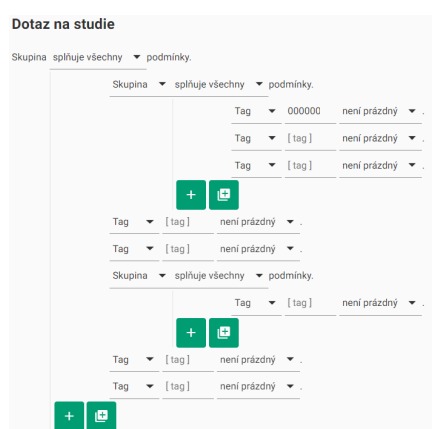 Dotaz na studie
Skupina splňuje všechny podmínky.
Skupina splňuje všechny podmínky.
Tag 000000 není prázdný .
Tag [ tag ] není prázdný .
Tag [ tag ] není prázdný .
Tag [ tag ] není prázdný .
Tag [ tag ] není prázdný .
Skupina splňuje všechny podmínky.
Tag [ tag ] není prázdný .
Tag [ tag ] není prázdný .
Tag [ tag ] není prázdný .